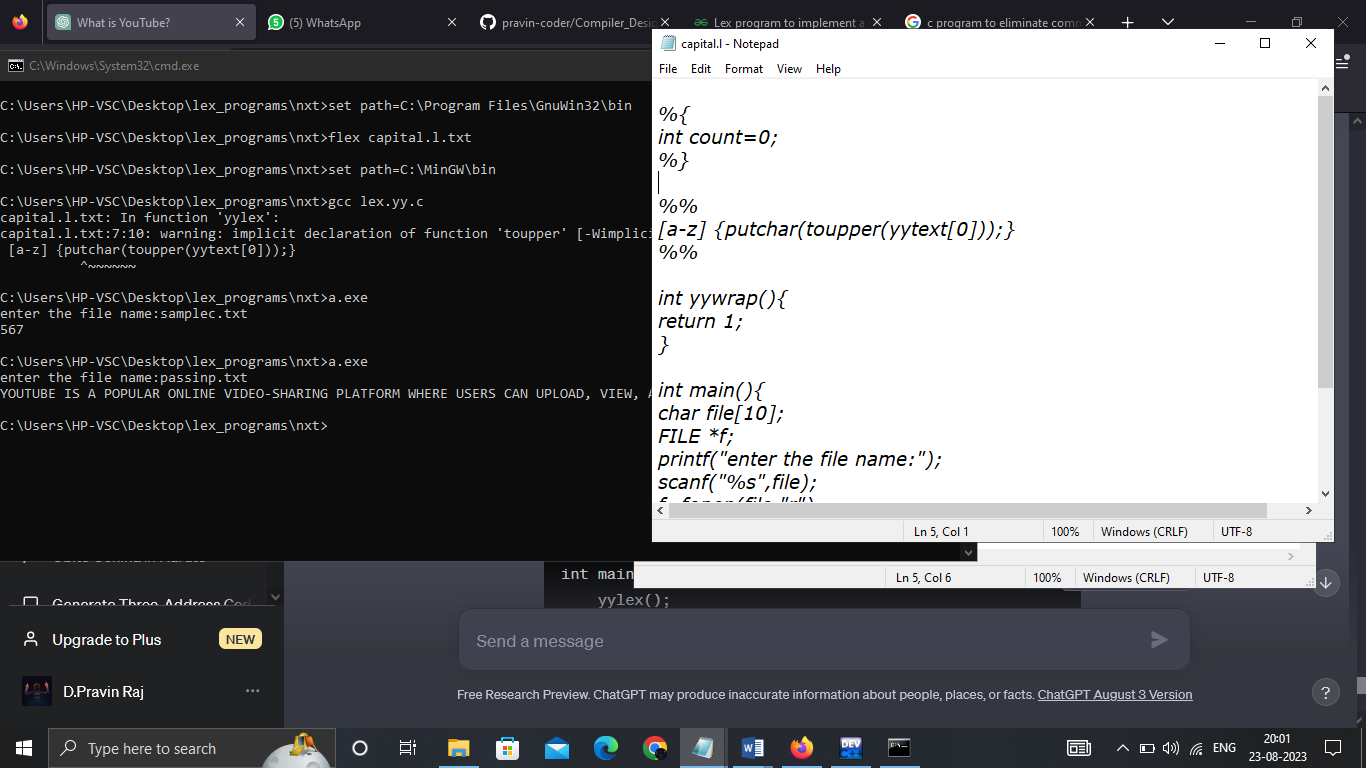 What is YouTube?
(5) WhatsApp
pravin-coder/Compiler_Desi
Lex program to implement a
c program to eliminate com
C:\Windows\System32\cmd.exe
C:\Users\HP-VSC\Desktop\lex_programs\nxt>set path=C:\Program Files\GnuWin32\bin
C:\Users\HP-VSC\Desktop\lex_programs\nxt>flex capital.l.txt
C:\Users\HP-VSC\Desktop\lex_programs\nxt>set path=C:\MinGW\bin
C:\Users\HP-VSC\Desktop\lex_programs\nxt>gcc lex.yy.c
capital.l.txt: In function 'yylex':
capital.l.txt:7:10: warning: implicit declaration of function 'toupper' [-Wimplici
[a-z] {putchar(toupper(yytext[0]));}
^~~~~~~
C:\Users\HP-VSC\Desktop\lex_programs\nxt>a.exe
enter the file name:samplec.txt
567
C:\Users\HP-VSC\Desktop\lex_programs\nxt>a.exe
enter the file name:passinp.txt
YOUTUBE IS A POPULAR ONLINE VIDEO-SHARING PLATFORM WHERE USERS CAN UPLOAD, VIEW, A
C:\Users\HP-VSC\Desktop\lex_programs\nxt>
capital.l - Notepad
File Edit Format View Help
%{
int count=0;
%}
%%
[a-z] {putchar(toupper(yytext[0]));}
%%
int yywrap(){
return 1;
}
int main(){
char file[10];
FILE *f;
printf("enter the file name:");
scanf("%s",file);
Ln 5, Col 1 100% Windows (CRLF) UTF-8
Ln 5, Col 6 100% Windows (CRLF) UTF-8
int main
yylex();
Generate Three-Address Cod
Upgrade to Plus
NEW
D.Pravin Raj
Send a message
Free Research Preview. ChatGPT may produce inaccurate information about people, places, or facts. ChatGPT August 3 Version
?
Type here to search
DEV
ENG
20:01
23-08-2023